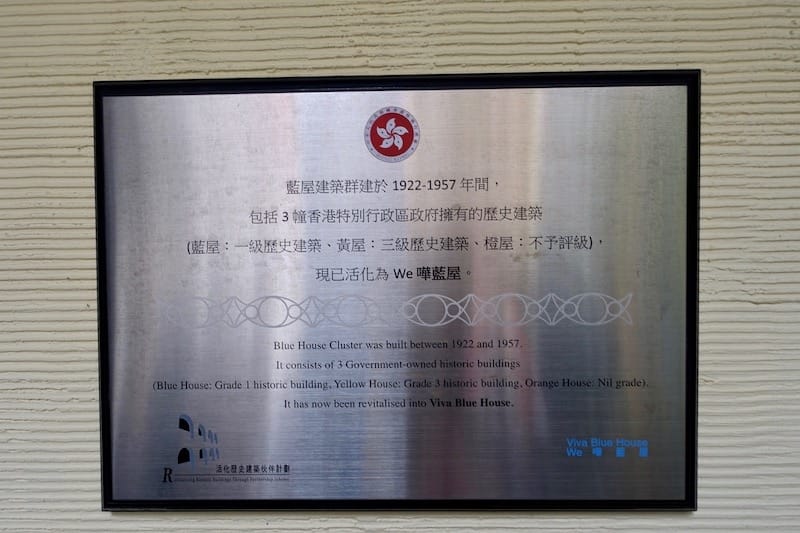 藍屋建築群建於 1922-1957 年間，
包括 3 幢香港特別行政區政府擁有的歷史建築
(藍屋：一級歷史建築、黃屋：三級歷史建築、橙屋：不予評級)，
現已活化為 We 嘩藍屋。
Blue House Cluster was built between 1922 and 1957.
It consists of 3 Government-owned historic buildings
(Blue House: Grade 1 historic building, Yellow House: Grade 3 historic building, Orange House: Nil grade).
It has now been revitalised into Viva Blue House.
活化歷史建築伙伴計劃
Revitalising Historic Buildings Through Partnership Scheme
Viva Blue House
We 嘩 藍 屋